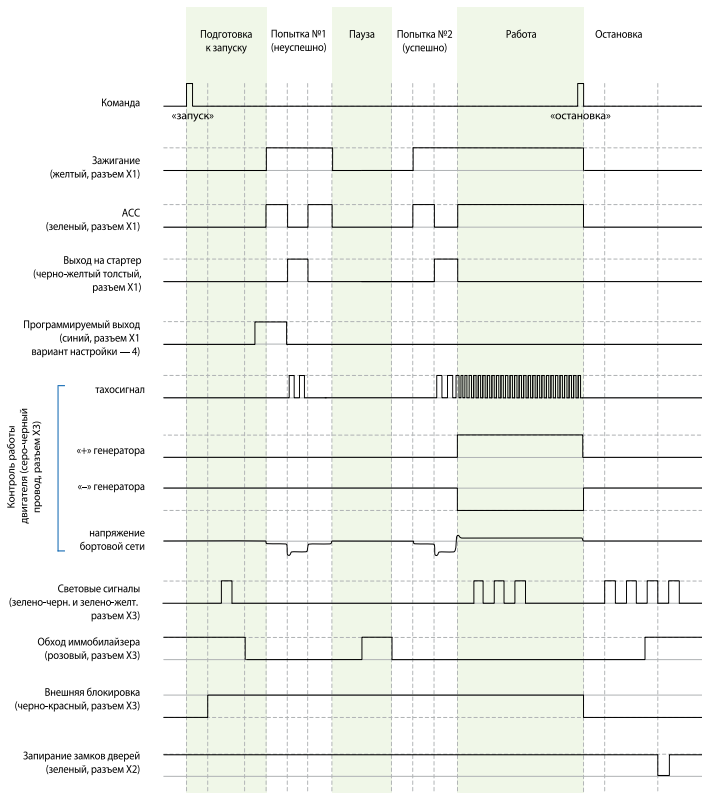 Подготовка
к запуску
Попытка №1
(неуспешно)
Пауза
Попытка №2
(успешно)
Работа
Остановка
Команда
«запуск»
«остановка»
Зажигание
(желтый, разъем X1)
АСС
(зеленый, разъем X1)
Выход на стартер
(черно-желтый толстый,
разъем X1)
Программируемый выход
(синий, разъем X1
вариант настройки — 4)
Контроль работы
двигателя (серо-черный
провод, разъем X3)
тахосигнал
«+» генератора
«–» генератора
напряжение
бортовой сети
Световые сигналы
(зелено-черн. и зелено-желт.
разъем X3)
Обход иммобилайзера
(розовый, разъем X3)
Внешняя блокировка
(черно-красный, разъем X3)
Запирание замков дверей
(зеленый, разъем X2)